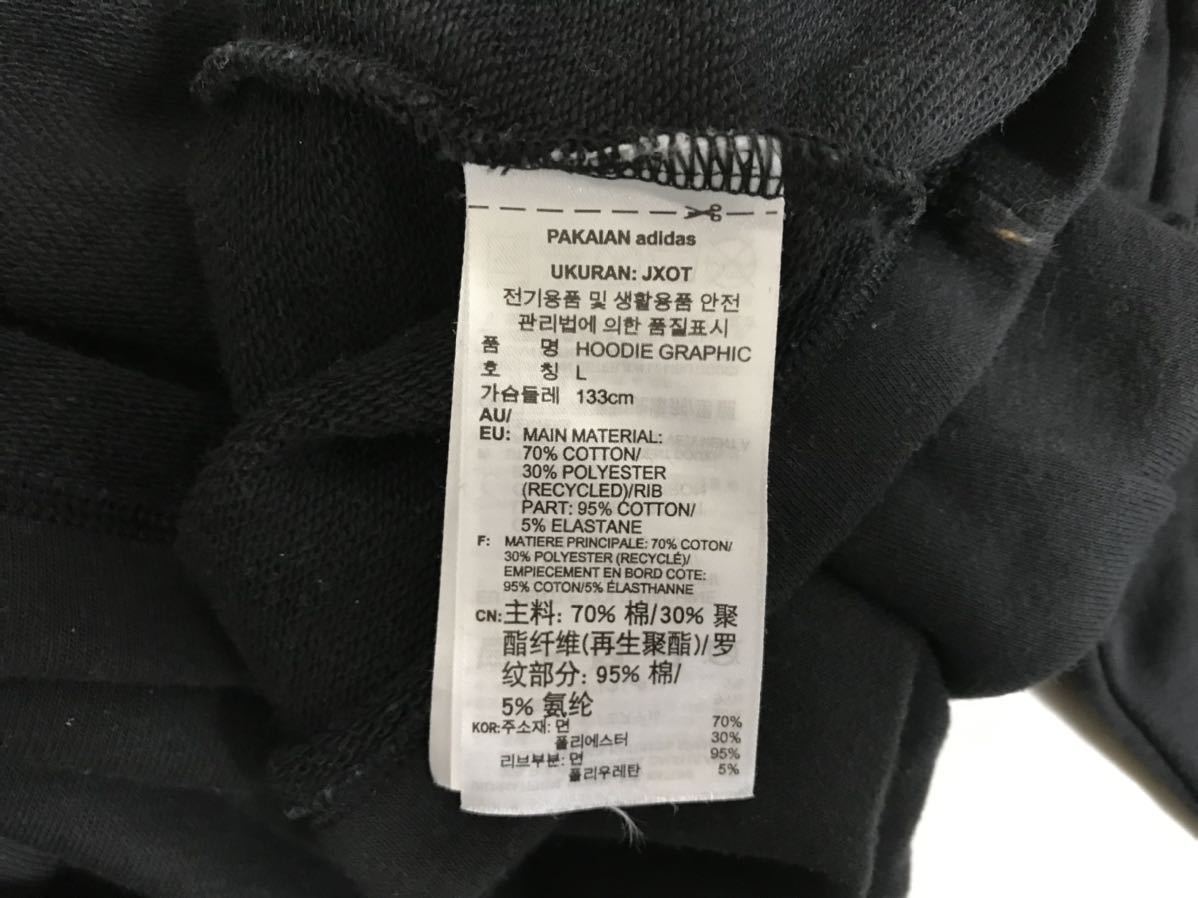 PAKAIAN adidas
UKURAN: JXOT
전기용품 및 생활용품 안전
관리법에 의한 품질표시
품 명 HOODIE GRAPHIC
호 칭 L
가슴둘레 133cm
AU/
EU: MAIN MATERIAL:
70% COTTON/
30% POLYESTER
(RECYCLED)/RIB
PART: 95% COTTON/
5% ELASTANE
F: MATIERE PRINCIPALE: 70% COTON/
30% POLYESTER (RECYCLÉ)/
EMPIECEMENT EN BORD COTE:
95% COTON/5% ÉLASTHANNE
CN: 主料: 70% 棉/30% 聚
酯纤维(再生聚酯)/罗
纹部分: 95% 棉/
5% 氨纶
KOR: 주소재: 면 70%
폴리에스터 30%
리브부분: 면 95%
폴리우레탄 5%